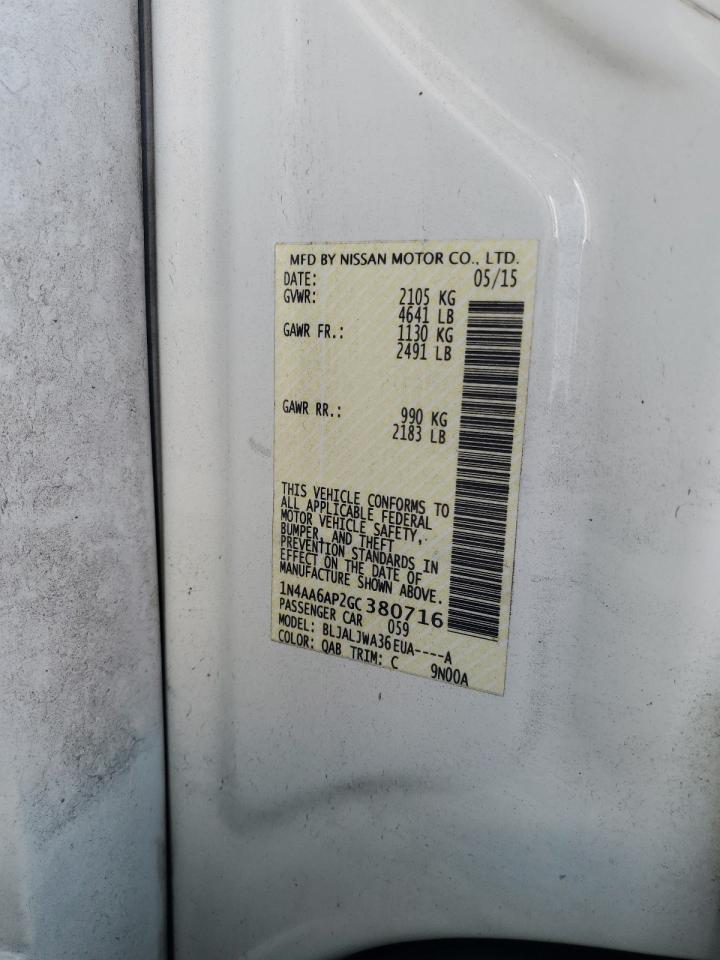 MFD BY NISSAN MOTOR CO., LTD.
DATE: 05/15
GVWR: 2105 KG
4641 LB
GAWR FR.: 1130 KG
2491 LB
GAWR RR.: 990 KG
2183 LB
THIS VEHICLE CONFORMS TO
ALL APPLICABLE FEDERAL
MOTOR VEHICLE SAFETY,
BUMPER, AND THEFT
PREVENTION STANDARDS IN
EFFECT ON THE DATE OF
MANUFACTURE SHOWN ABOVE.
1N4AA6AP2GC380716
PASSENGER CAR 059
MODEL: BLJALJWA36EUA----A
COLOR: QAB TRIM: C 9N00A